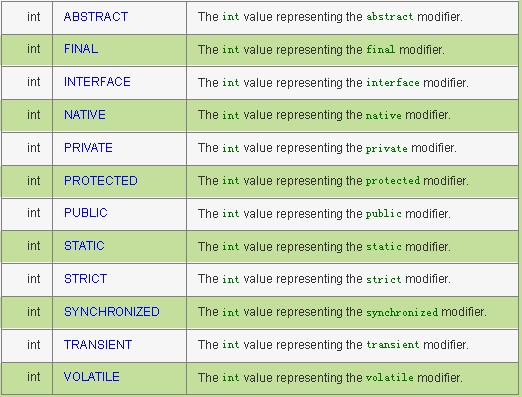 int ABSTRACT The int value representing the abstract modifier.
int FINAL The int value representing the final modifier.
int INTERFACE The int value representing the interface modifier.
int NATIVE The int value representing the native modifier.
int PRIVATE The int value representing the private modifier.
int PROTECTED The int value representing the protected modifier.
int PUBLIC The int value representing the public modifier.
int STATIC The int value representing the static modifier.
int STRICT The int value representing the strict modifier.
int SYNCHRONIZED The int value representing the synchronized modifier.
int TRANSIENT The int value representing the transient modifier.
int VOLATILE The int value representing the volatile modifier.